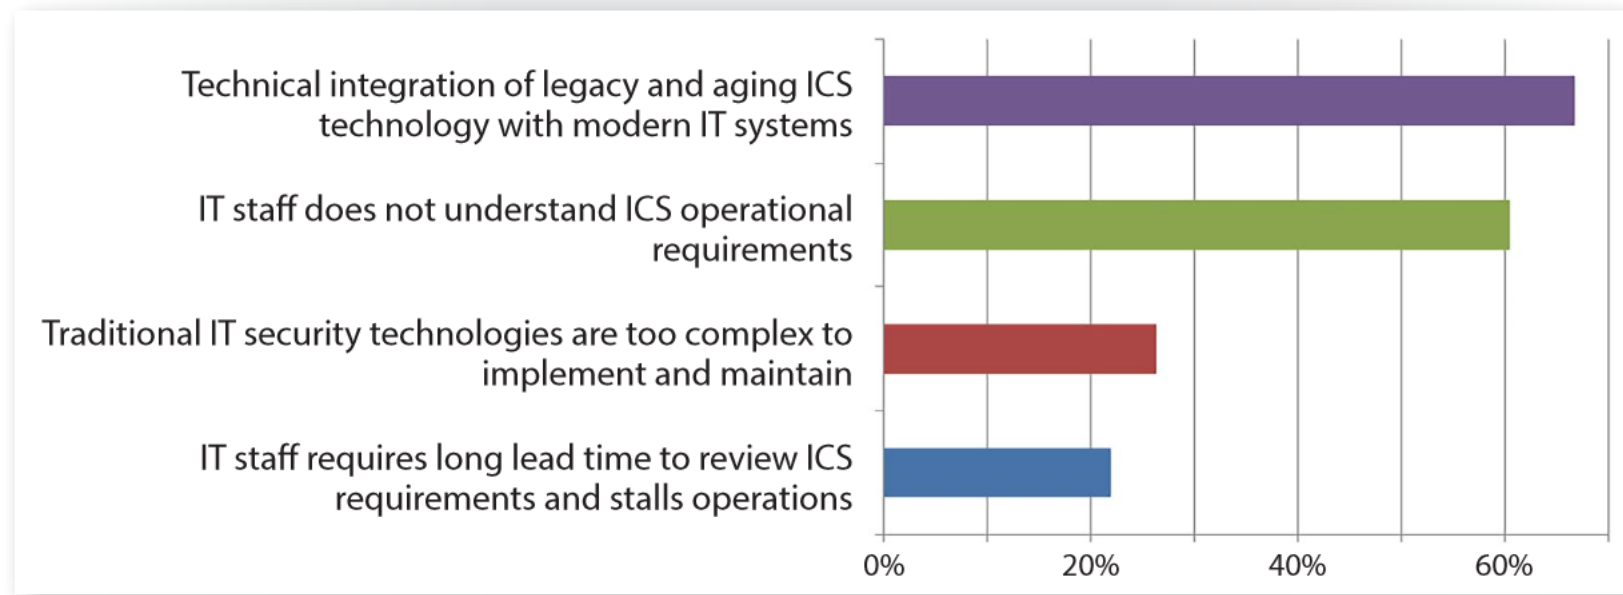 Technical integration of legacy and aging ICS
technology with modern IT systems
IT staff does not understand ICS operational
requirements
Traditional IT security technologies are too complex to
implement and maintain
IT staff requires long lead time to review ICS
requirements and stalls operations
0% 20% 40% 60%